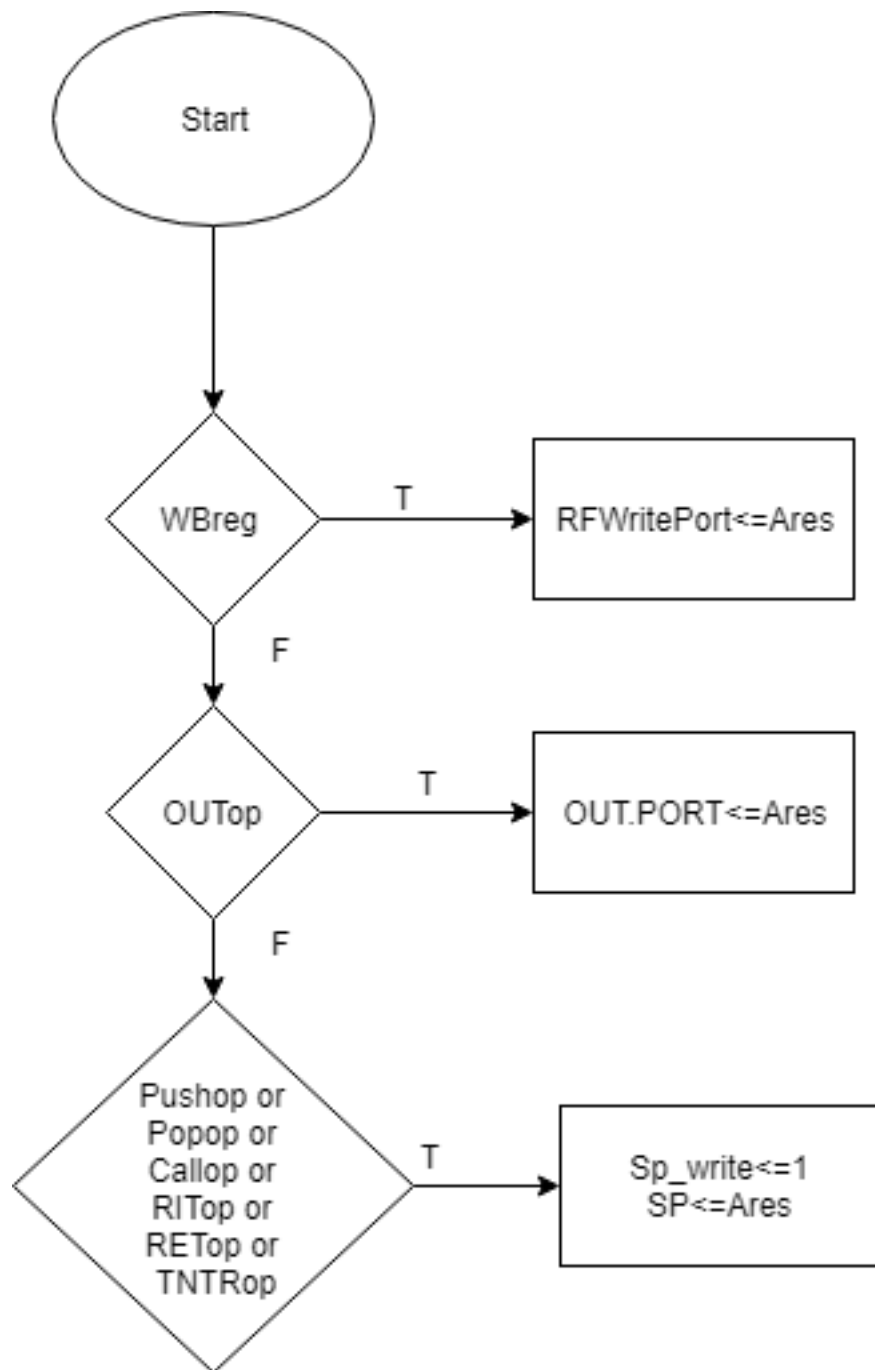 Start
WBreg
T
RFWritePort<=Ares
F
OUTop
T
OUT.PORT<=Ares
F
Pushop or
Popop or
Callop or
RITop or
RETop or
TNTRop
T
Sp_write<=1
SP<=Ares